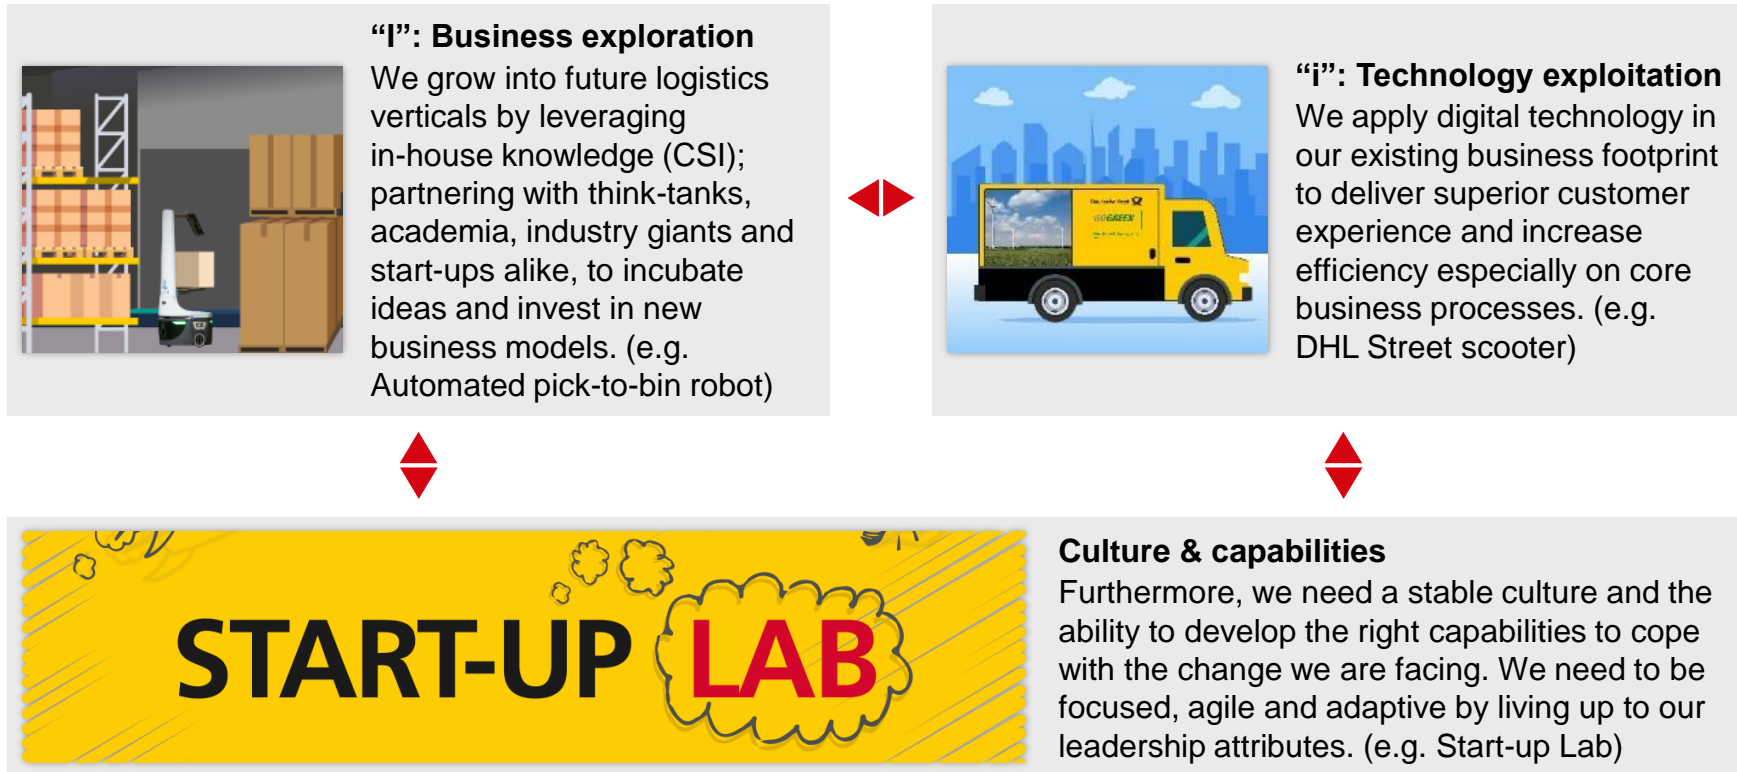 “I”: Business exploration
We grow into future logistics
verticals by leveraging
in-house knowledge (CSI);
partnering with think-tanks,
academia, industry giants and
start-ups alike, to incubate
ideas and invest in new
business models. (e.g.
Automated pick-to-bin robot)
Deutsche Post
GOGREEN
“i”: Technology exploitation
We apply digital technology in
our existing business footprint
to deliver superior customer
experience and increase
efficiency especially on core
business processes. (e.g.
DHL Street scooter)
START-UP LAB
Culture & capabilities
Furthermore, we need a stable culture and the
ability to develop the right capabilities to cope
with the change we are facing. We need to be
focused, agile and adaptive by living up to our
leadership attributes. (e.g. Start-up Lab)